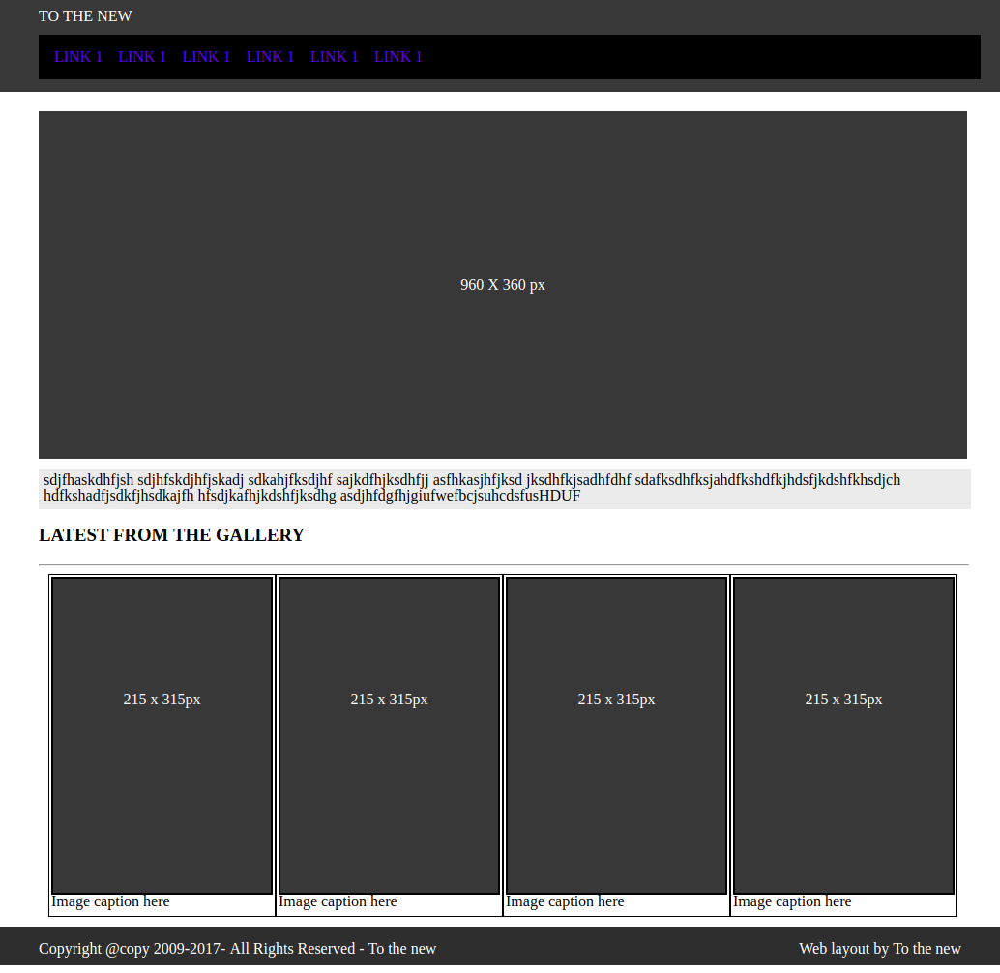 TO THE NEW
LINK 1 LINK 1 LINK 1 LINK 1 LINK 1 LINK 1
960 X 360 px
sdjfhaskdhfjsh sdjhfskdjhfjskadj sdkahjfksdjhf sajkdfhjksdhfjj asfhkasjhfjksd jksdhfkjsadhfdhf sdafksdhfksjahdfkshdfkjhdsfjkdshfkhsdjch
hdfkshadfjsdkfjhsdkajfh hfsdjkafhjkdshfjksdhg asdjhfdgfhjgiufwefbcjsuhcdsfusHDUF
LATEST FROM THE GALLERY
215 x 315px 215 x 315px 215 x 315px 215 x 315px
Image caption here Image caption here Image caption here Image caption here
Copyright @copy 2009-2017- All Rights Reserved - To the new Web layout by To the new